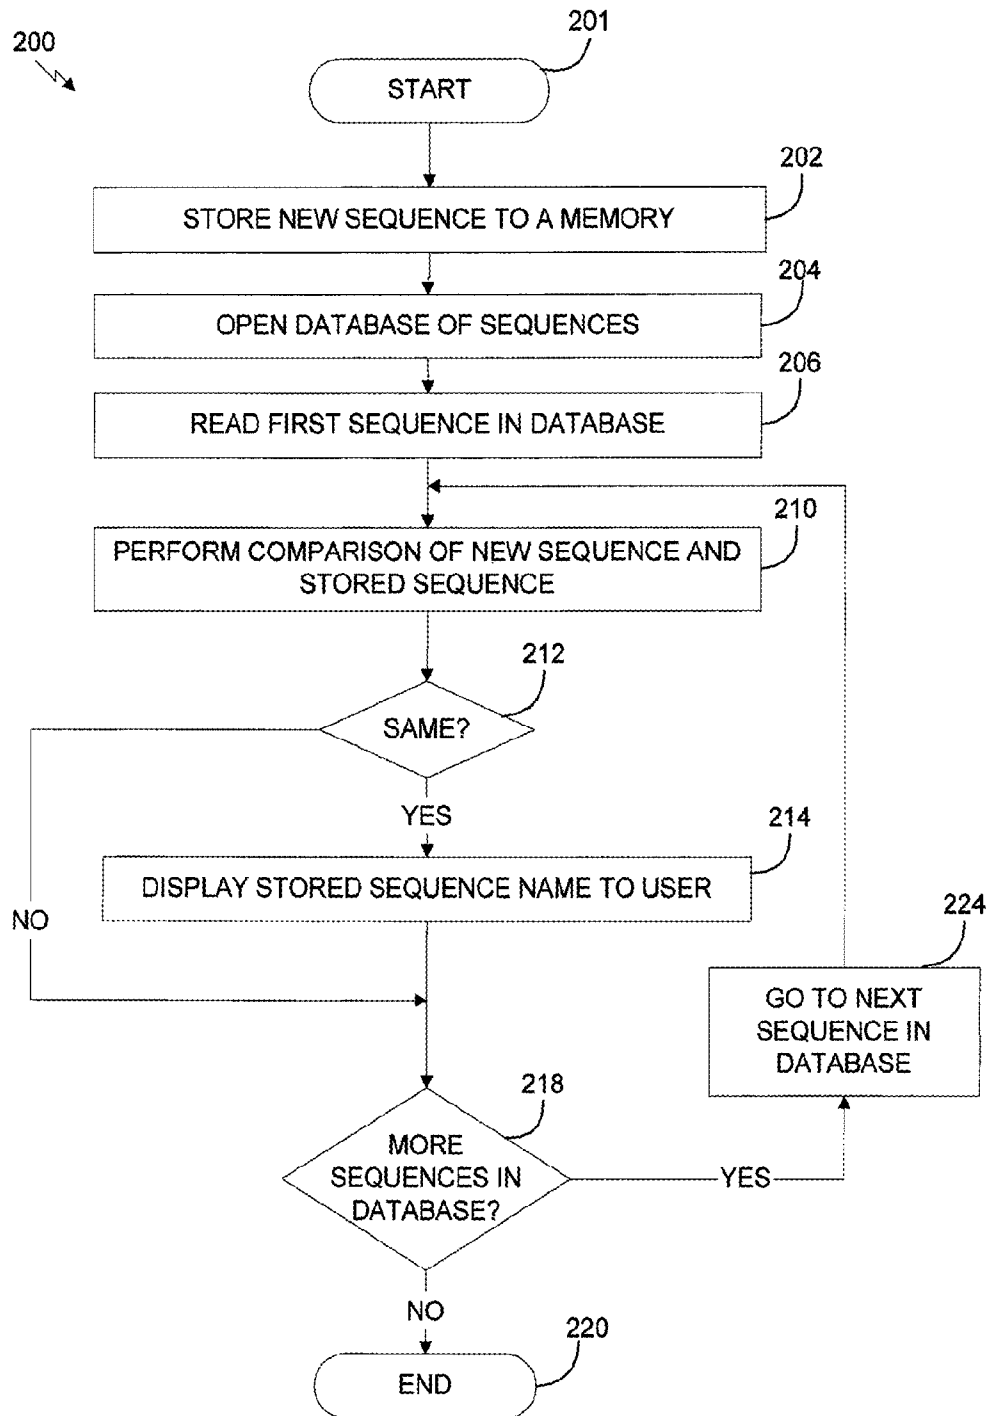 200
201
START
202
STORE NEW SEQUENCE TO A MEMORY
204
OPEN DATABASE OF SEQUENCES
206
READ FIRST SEQUENCE IN DATABASE
210
PERFORM COMPARISON OF NEW SEQUENCE AND
STORED SEQUENCE
212
SAME?
YES
214
DISPLAY STORED SEQUENCE NAME TO USER
NO
224
GO TO NEXT
SEQUENCE IN
DATABASE
218
MORE
SEQUENCES IN
DATABASE?
YES
NO
220
END